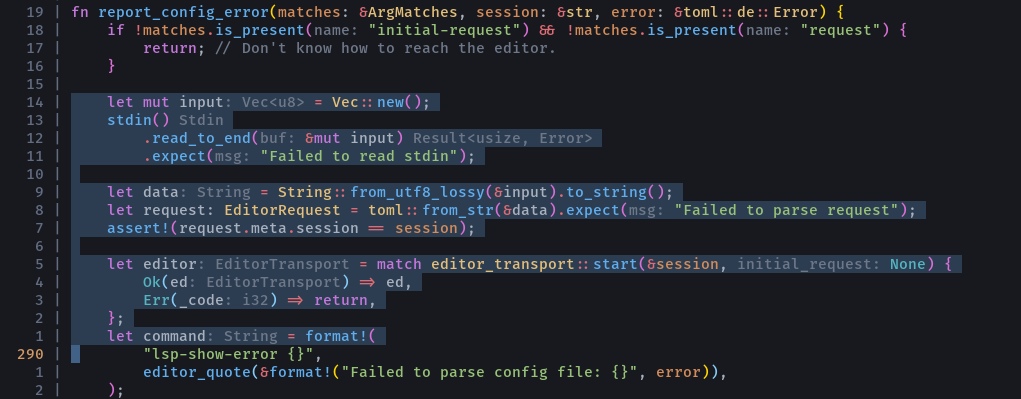 19 | fn report_config_error(matches: &ArgMatches, session: &str, error: &toml::de::Error) {
18 |     if !matches.is_present(name: "initial-request") && !matches.is_present(name: "request") {
17 |         return; // Don't know how to reach the editor.
16 |     }
15 |
14 |     let mut input: Vec<u8> = Vec::new();
13 |     stdin() Stdin
12 |         .read_to_end(buf: &mut input) Result<usize, Error>
11 |         .expect(msg: "Failed to read stdin");
10 |
9 |     let data: String = String::from_utf8_lossy(&input).to_string();
8 |     let request: EditorRequest = toml::from_str(&data).expect(msg: "Failed to parse request");
7 |     assert!(request.meta.session == session);
6 |
5 |     let editor: EditorTransport = match editor_transport::start(&session, initial_request: None) {
4 |         Ok(ed: EditorTransport) => ed,
3 |         Err(_code: i32) => return,
2 |     };
1 |     let command: String = format!(
290 |         "lsp-show-error {}",
1 |         editor_quote(&format!("Failed to parse config file: {}", error)),
2 |     );